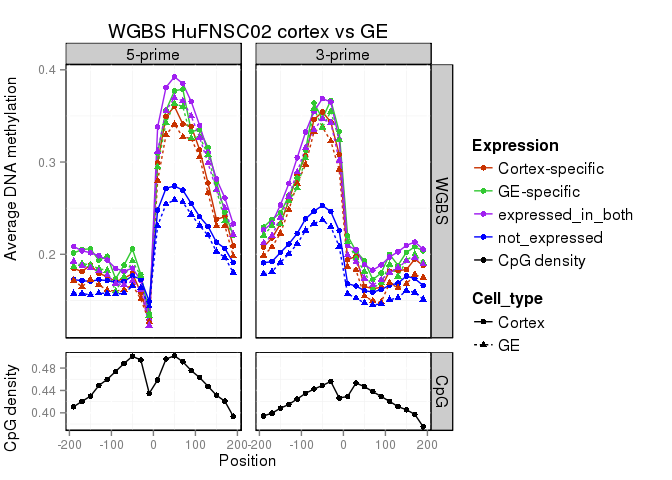 WGBS HuFNSC02 cortex vs GE
5-prime
3-prime
Average DNA methylation
0.4
0.3
0.2
WGBS
CpG density
0.48
0.44
0.40
CpG
-200 -100 0 100 200
-200 -100 0 100 200
Position
Expression
Cortex-specific
GE-specific
expressed_in_both
not_expressed
CpG density
Cell_type
Cortex
GE